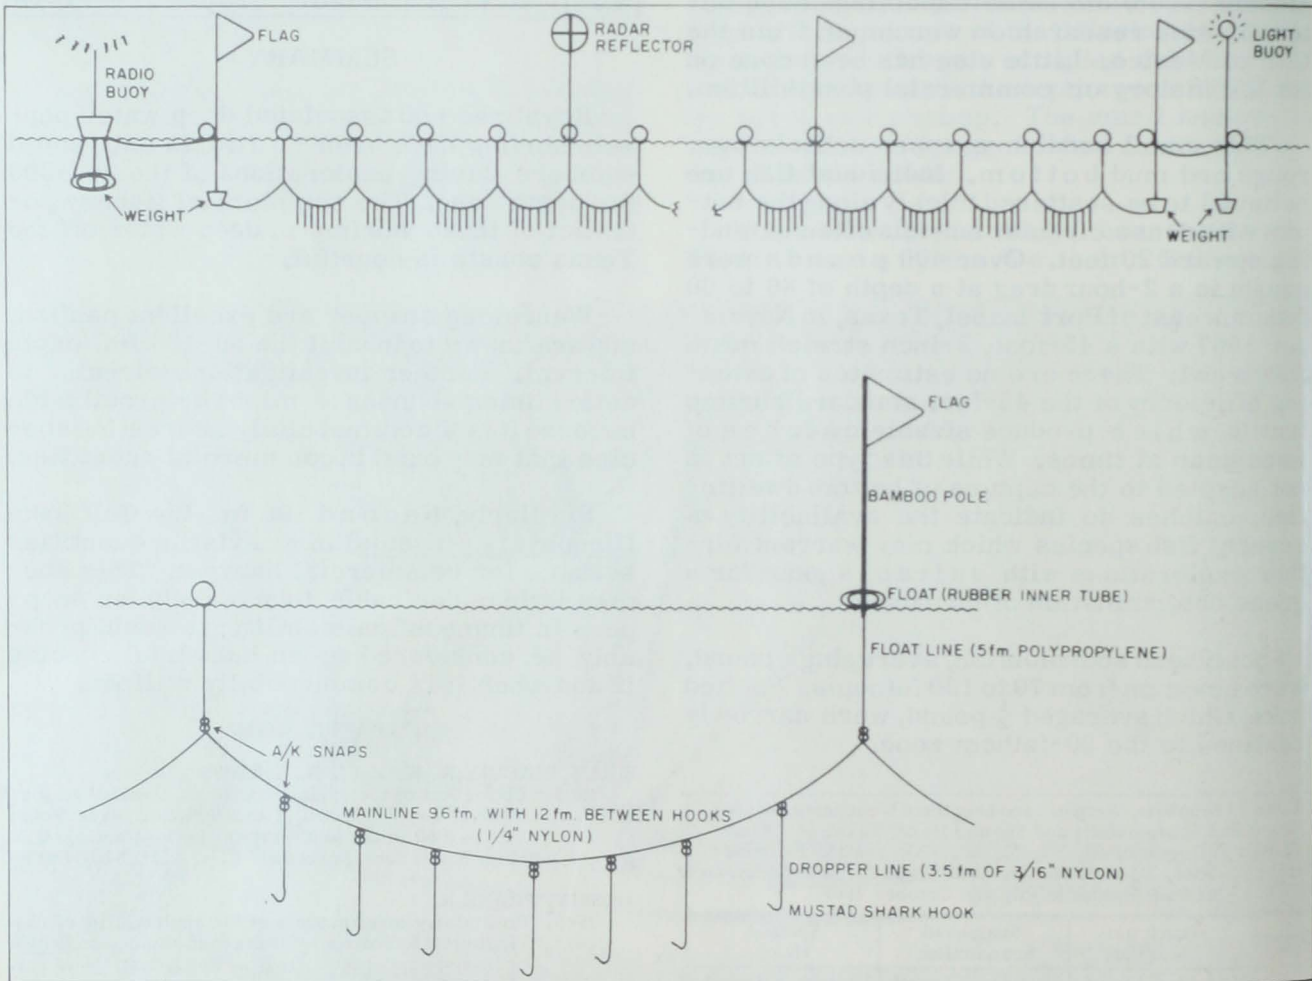 FLAG
RADAR
REFLECTOR
LIGHT
BUOY
RADIO
BUOY
WEIGHT
WEIGHT
FLAG
BAMBOO POLE
FLOAT (RUBBER INNER TUBE)
FLOAT LINE (5 fm. POLYPROPYLENE)
A/K SNAPS
MAINLINE 96 fm. WITH 12 fm. BETWEEN HOOKS
(1/4" NYLON)
DROPPER LINE (3.5 fm OF 3/16" NYLON)
MUSTAD SHARK HOOK